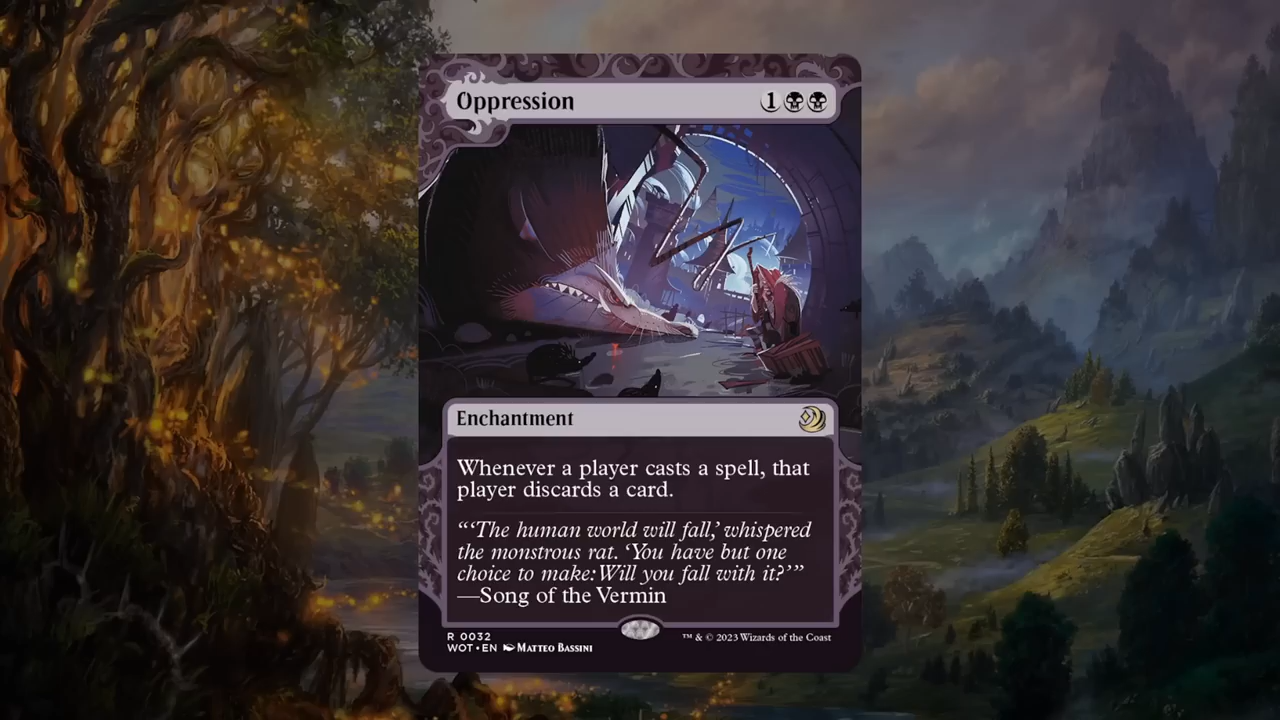 Oppression 1
Enchantment
Whenever a player casts a spell, that
player discards a card.
“‘The human world will fall,’ whispered
the monstrous rat. ‘You have but one
choice to make: Will you fall with it?’”
—Song of the Vermin
R 0032
WOT • EN Matteo Bassini
™ & © 2023 Wizards of the Coast